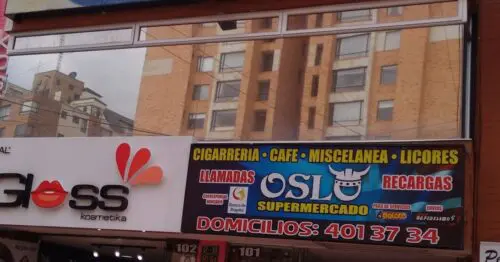 Gloss
kosmetika
CIGARRERIA • CAFE • MISCELANEA • LICORES
LLAMADAS
OSLO
SUPERMERCADO
RECARGAS
DOMICILIOS: 401 37 34
102
101